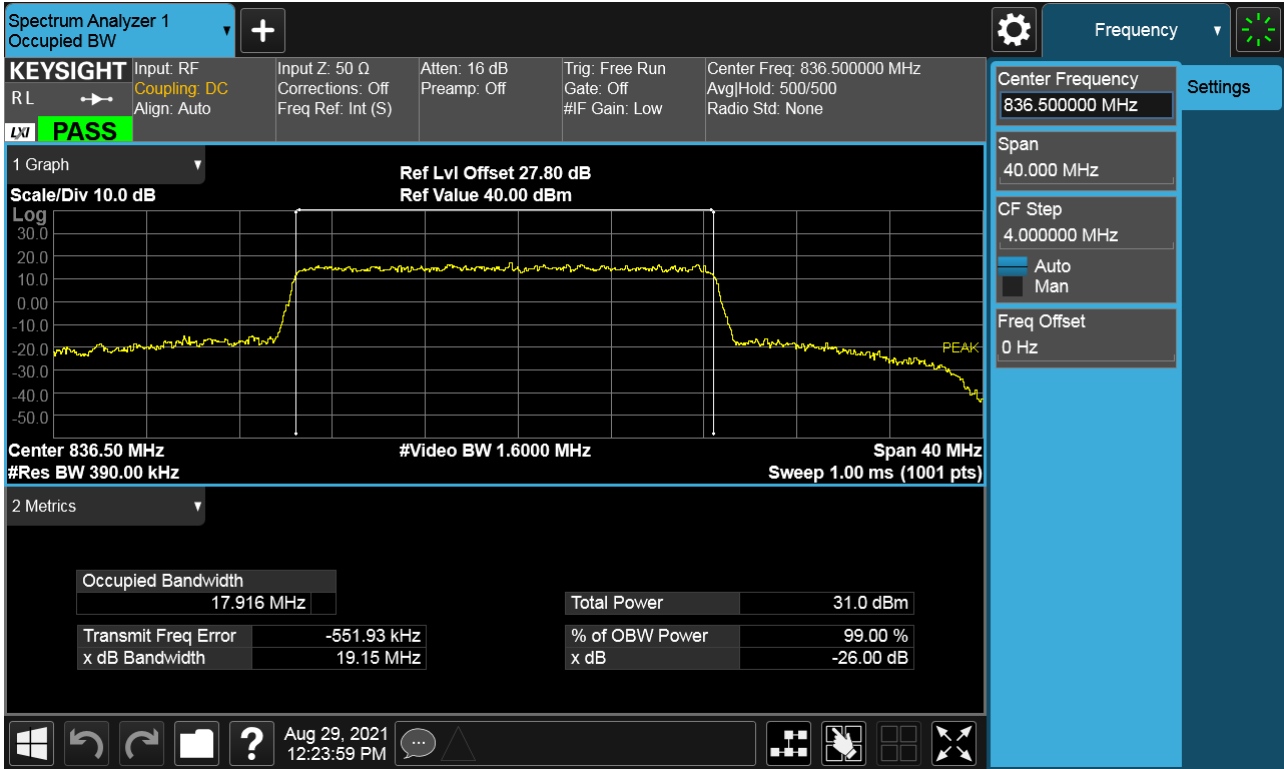 Spectrum Analyzer 1
Occupied BW
+
Frequency
KEYSIGHT
RL
LXI PASS
Input: RF
Coupling: DC
Align: Auto
Input Z: 50 Ω
Corrections: Off
Freq Ref: Int (S)
Atten: 16 dB
Preamp: Off
Trig: Free Run
Gate: Off
#IF Gain: Low
Center Freq: 836.500000 MHz
Avg|Hold: 500/500
Radio Std: None
Center Frequency
836.500000 MHz
Settings
Span
40.000 MHz
CF Step
4.000000 MHz
Auto
Man
Freq Offset
0 Hz
1 Graph
Scale/Div 10.0 dB
Ref Lvl Offset 27.80 dB
Ref Value 40.00 dBm
Log
30.0
20.0
10.0
0.00
-10.0
-20.0
-30.0
-40.0
-50.0
PEAK
Center 836.50 MHz
#Video BW 1.6000 MHz
Span 40 MHz
#Res BW 390.00 kHz
Sweep 1.00 ms (1001 pts)
2 Metrics
Occupied Bandwidth
17.916 MHz
Total Power 31.0 dBm
Transmit Freq Error -551.93 kHz
% of OBW Power 99.00 %
x dB Bandwidth 19.15 MHz
x dB -26.00 dB
?
Aug 29, 2021
12:23:59 PM